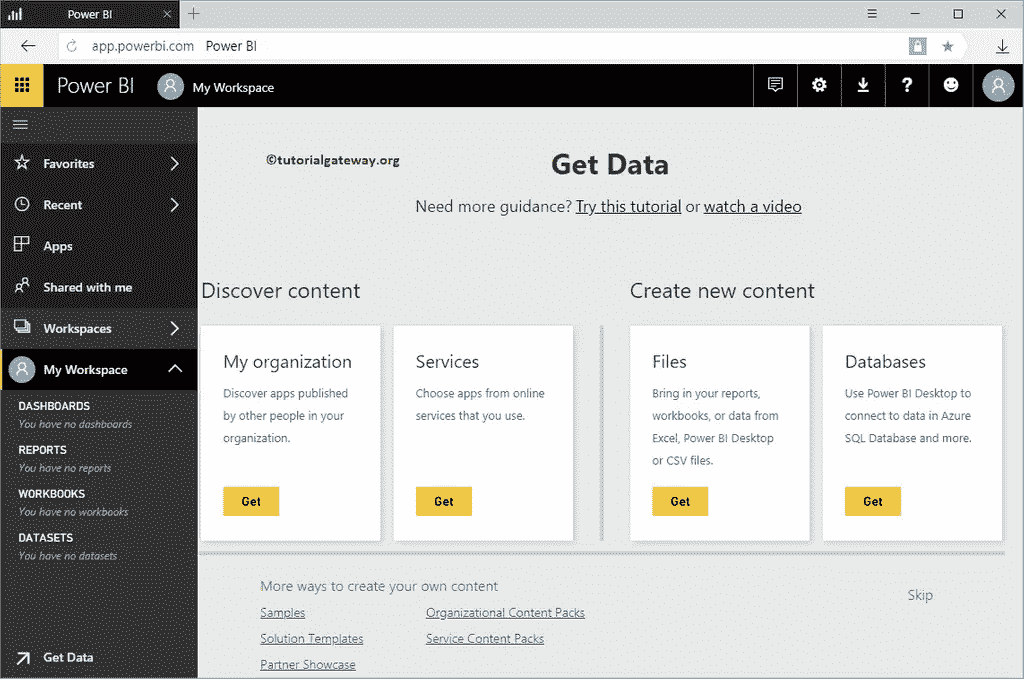 Power BI
app.powerbi.com Power BI
Power BI My Workspace
?
Favorites
Recent
Apps
Shared with me
Workspaces
My Workspace
DASHBOARDS
You have no dashboards
REPORTS
You have no reports
WORKBOOKS
You have no workbooks
DATASETS
You have no datasets
Get Data
©tutorialgateway.org
Get Data
Need more guidance? Try this tutorial or watch a video
Discover content
My organization
Discover apps published
by other people in your
organization.
Get
Services
Choose apps from online
services that you use.
Get
Create new content
Files
Bring in your reports,
workbooks, or data from
Excel, Power BI Desktop
or CSV files.
Get
Databases
Use Power BI Desktop to
connect to data in Azure
SQL Database and more.
Get
More ways to create your own content
Samples
Organizational Content Packs
Solution Templates
Service Content Packs
Partner Showcase
Skip